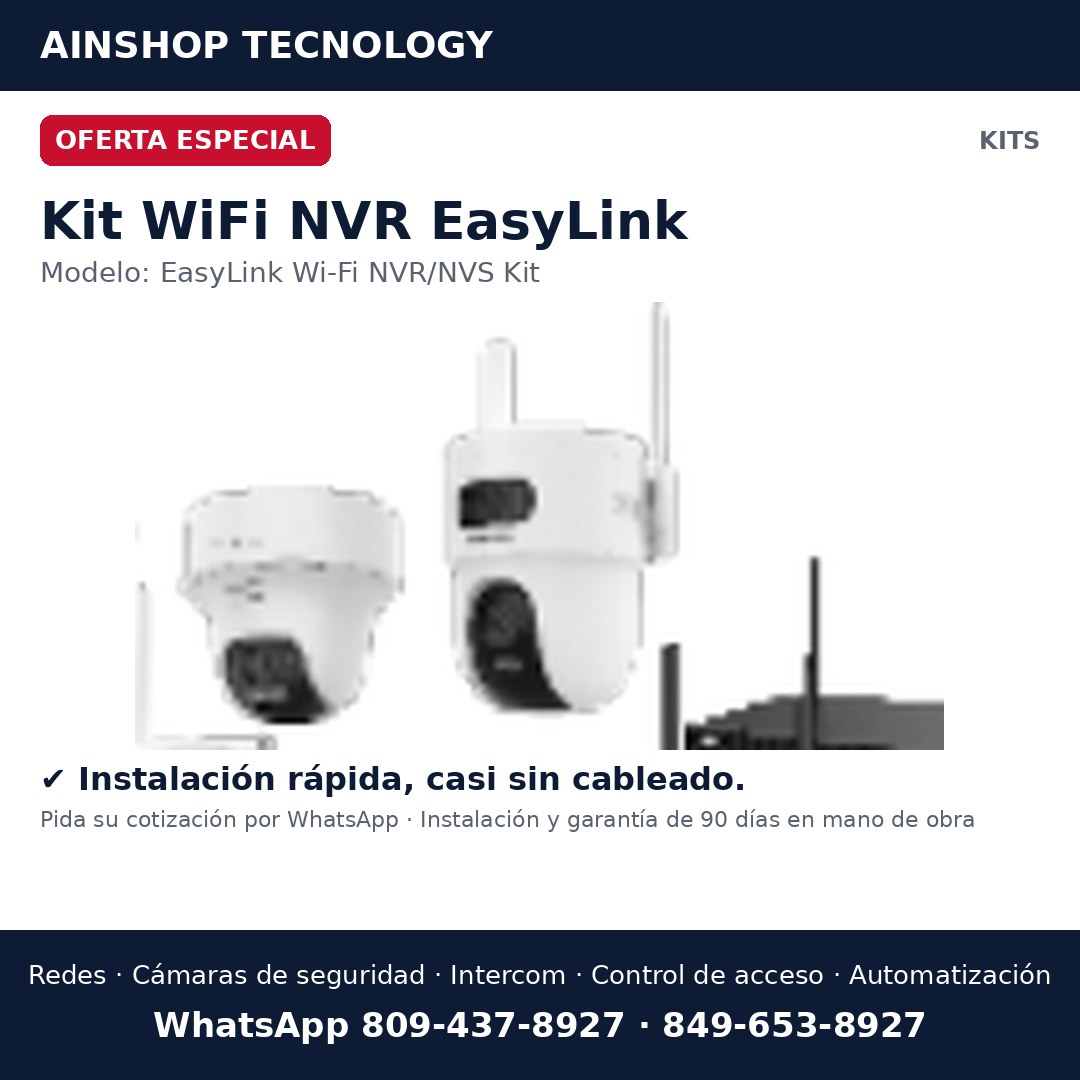 AINSHOP TECNOLOGY
OFERTA ESPECIAL
KITS
Kit WiFi NVR EasyLink
Modelo: EasyLink Wi-Fi NVR/NVS Kit
✔ Instalación rápida, casi sin cableado.
Pida su cotización por WhatsApp · Instalación y garantía de 90 días en mano de obra
Redes · Cámaras de seguridad · Intercom · Control de acceso · Automatización
WhatsApp 809-437-8927 · 849-653-8927